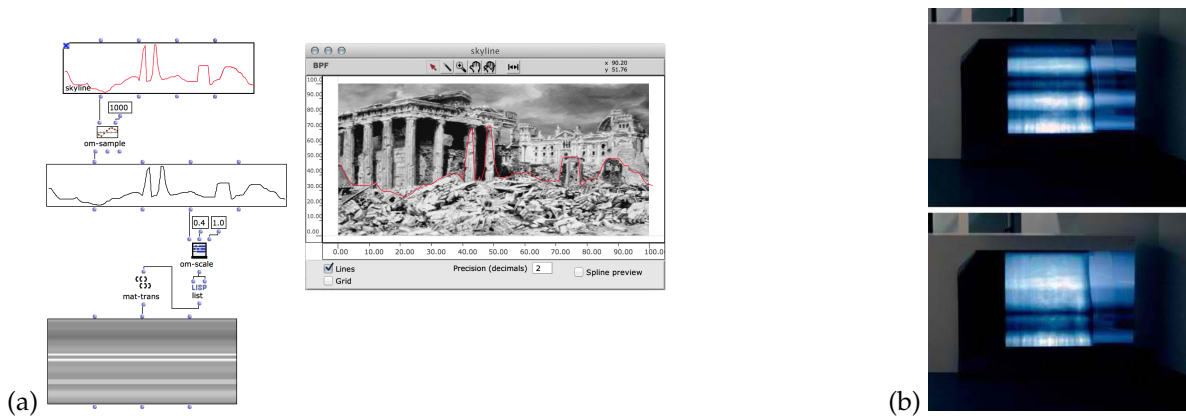 skyline
1000
om-sample
0.4 1.0
om-scale
LISP
list
mat-trans
(a)
skyline
BPF
x 90.20
y 51.76
100.0
90.00
80.00
70.00
60.00
50.00
40.00
30.00
20.00
10.00
0.00
0.00 10.00 20.00 30.00 40.00 50.00 60.00 70.00 80.00 90.00 100.0
Lines Precision (decimals) 2 Spline preview
Grid
(b)